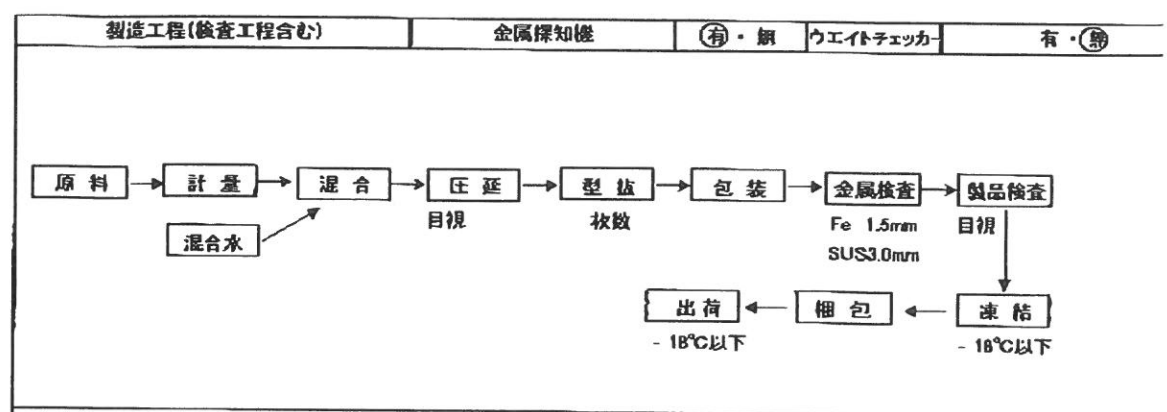 製造工程(検査工程含む) 金属探知機 有・無 ウエイトチェッカー 有・無
原料 計量 混合 圧延 型抜 包装 金属検査 製品検査
目視 枚数 Fe 1.5mm 目視
混合水
SUS3.0mm
出荷 梱包 凍結
-18℃以下 -18℃以下